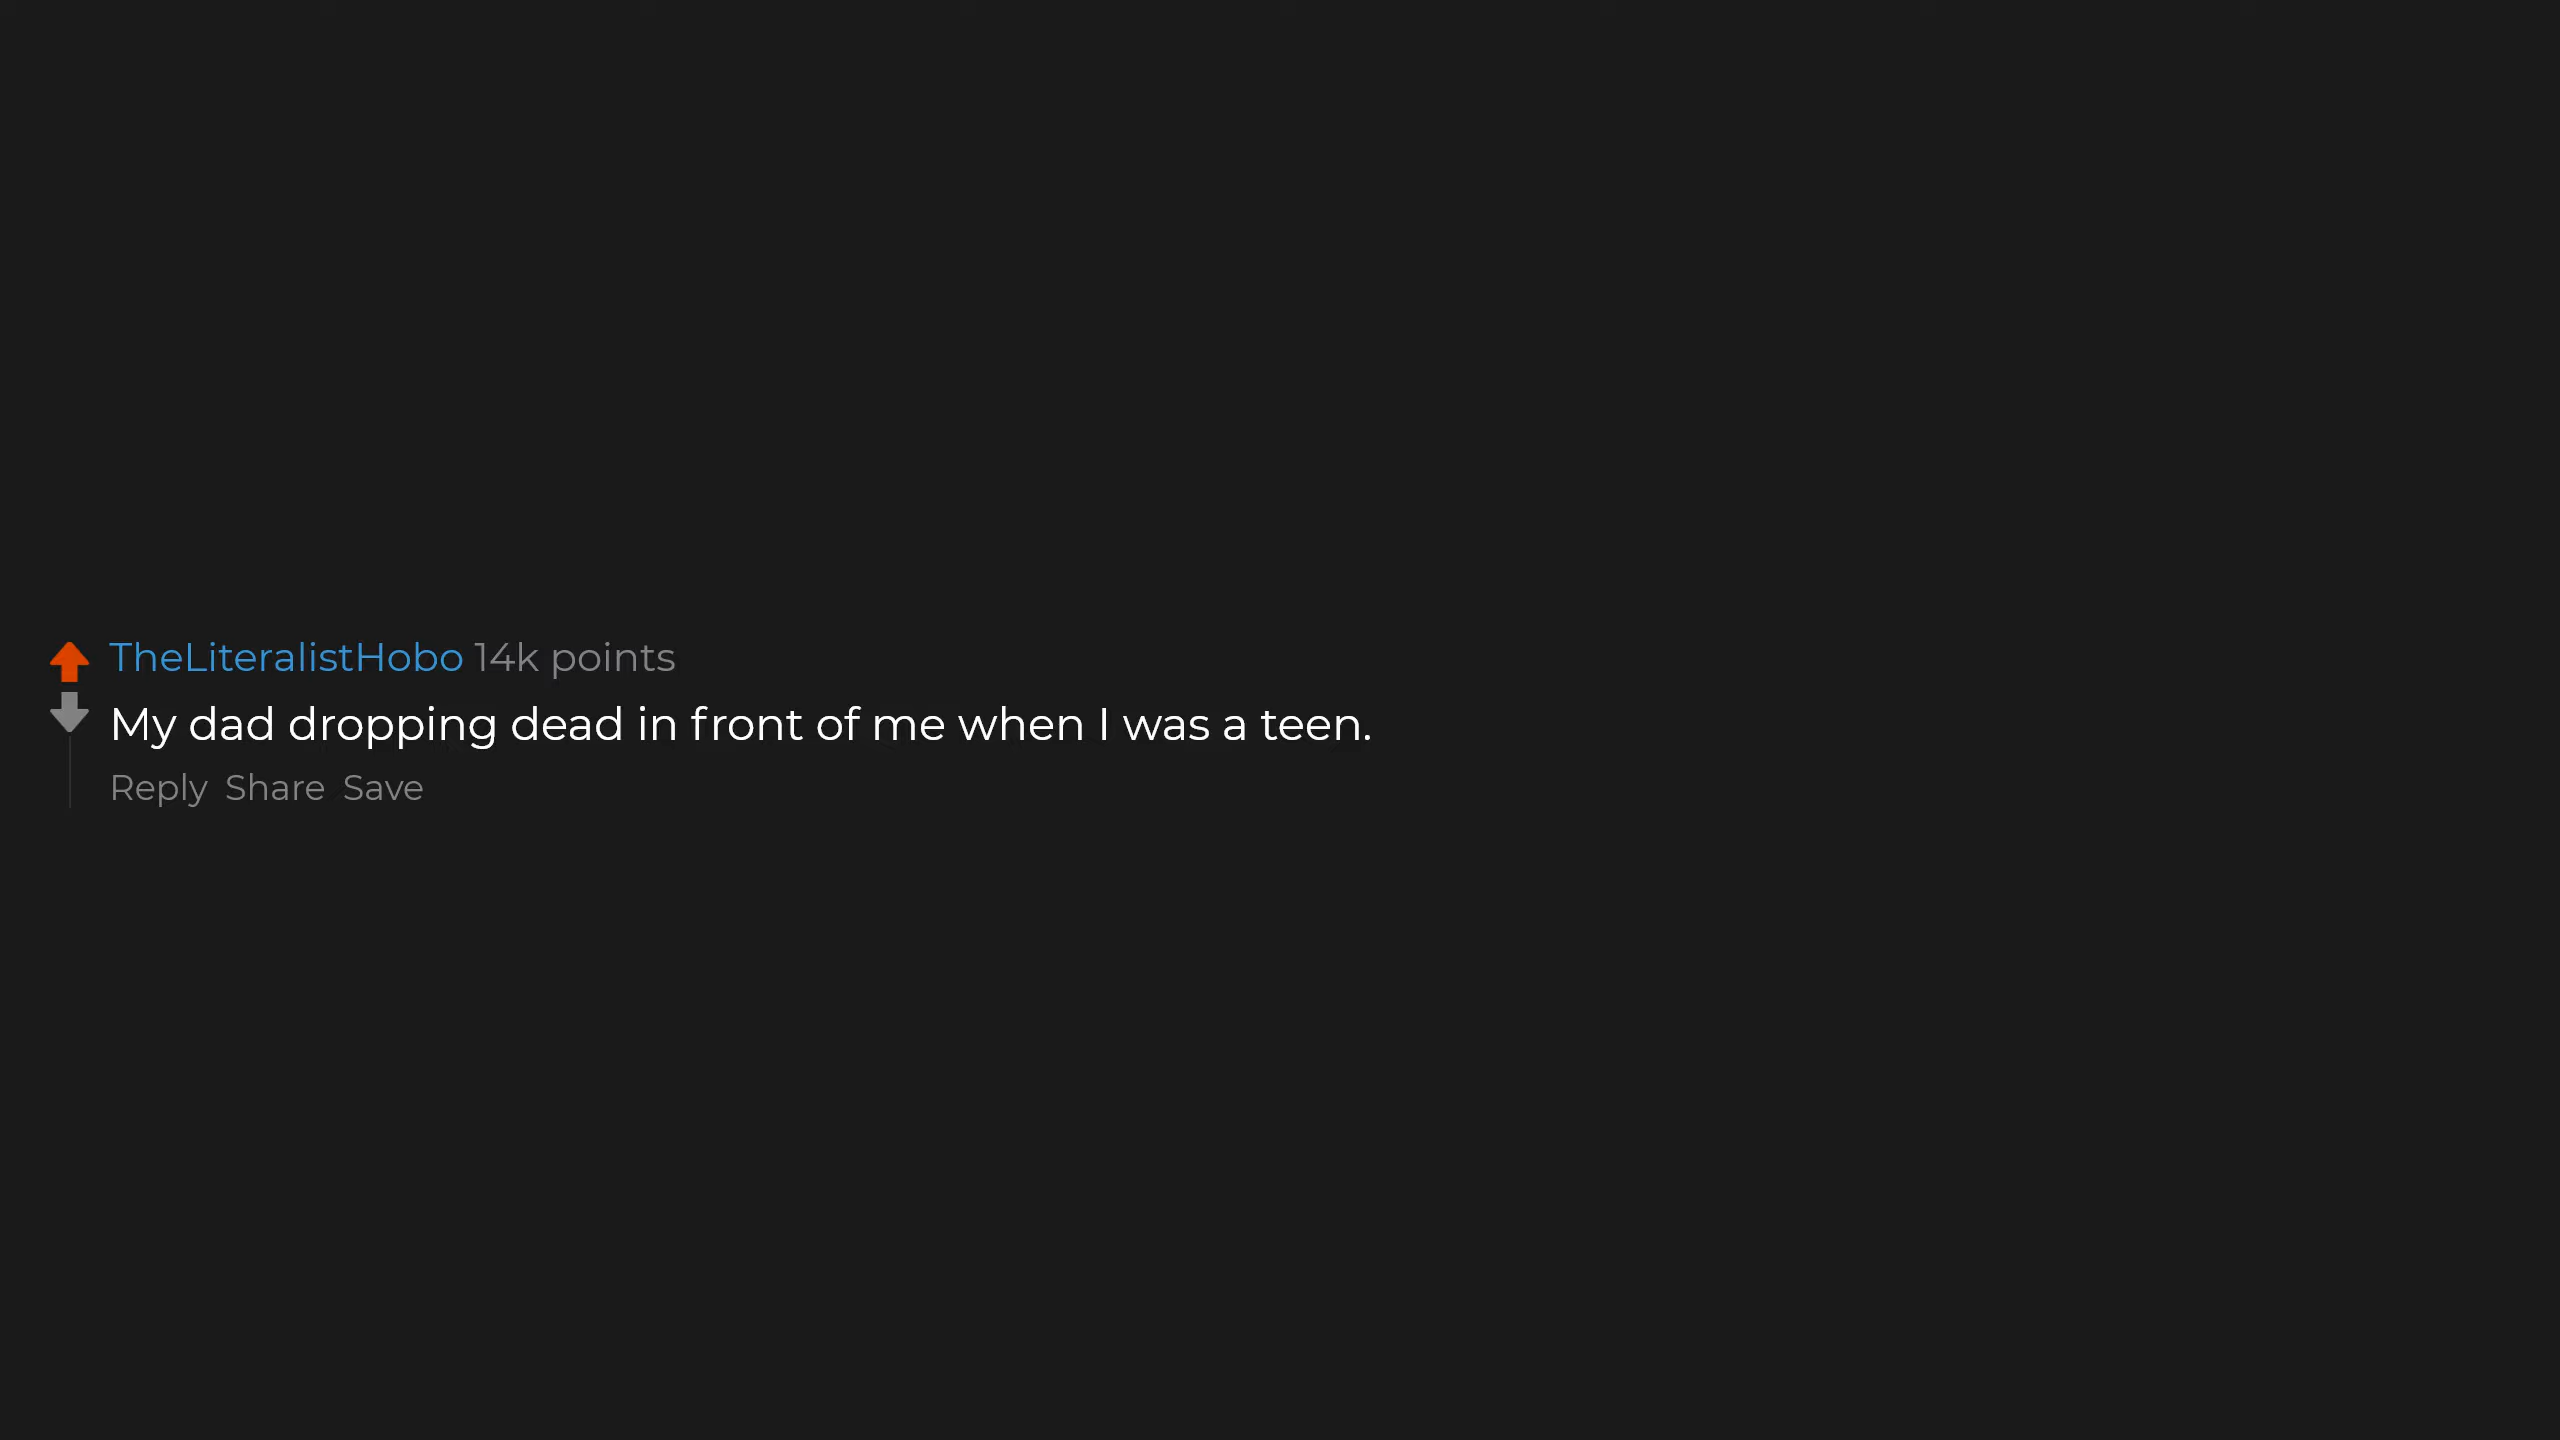 TheLiteralistHobo 14k points
My dad dropping dead in front of me when I was a teen.
Reply Share Save